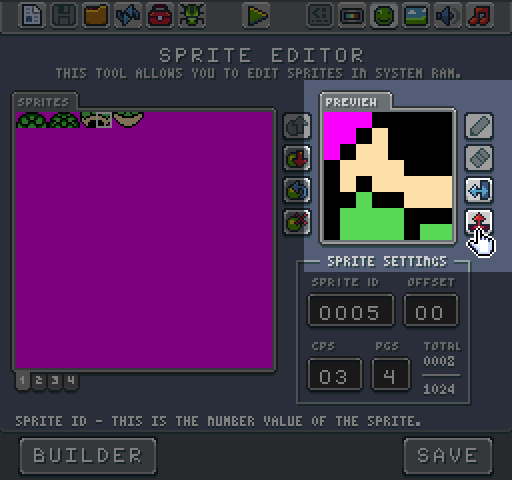 SPRITE EDITOR
THIS TOOL ALLOWS YOU TO EDIT SPRITES IN SYSTEM RAM.
SPRITES
PREVIEW
SPRITE SETTINGS
SPRITE ID OFFSET
0005 00
CPS PGS TOTAL
03 4 0008
1024
1 2 3 4
SPRITE ID - THIS IS THE NUMBER VALUE OF THE SPRITE.
BUILDER SAVE